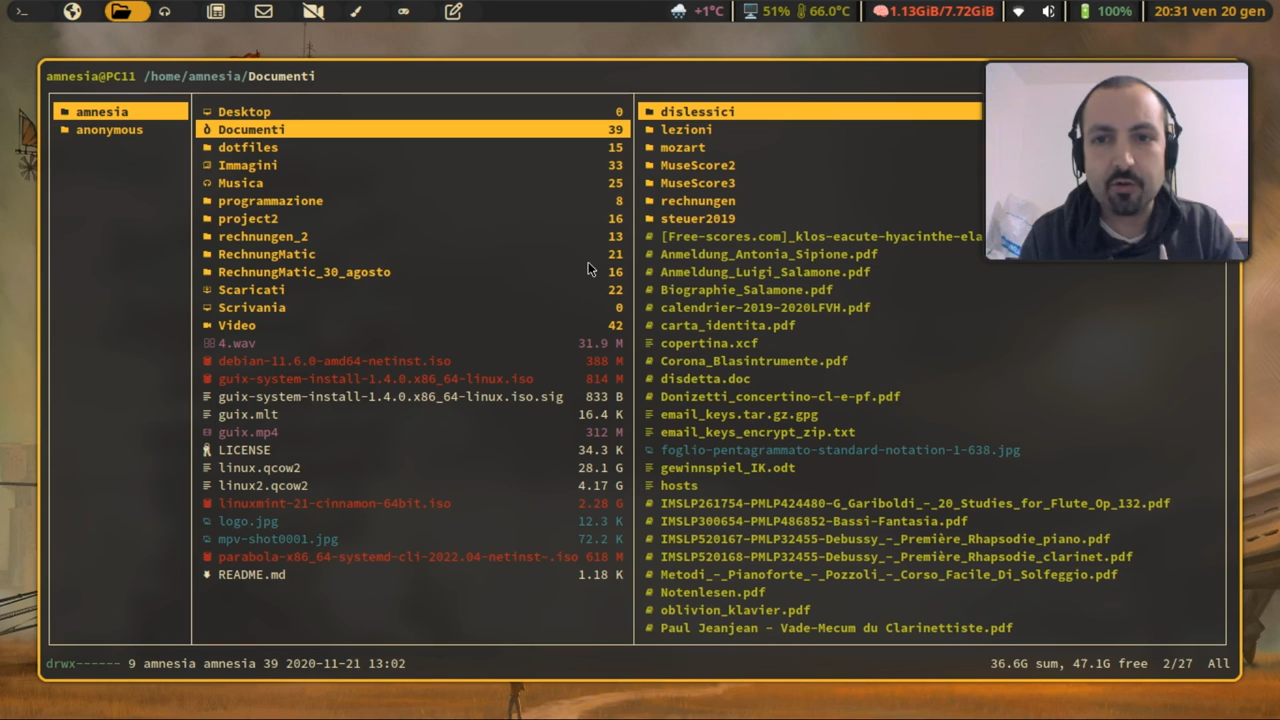 +1°C 51% 66.0°C 1.13GiB/7.72GiB 100% 20:31 ven 20 gen
amnesia@PC11 /home/amnesia/Documenti
amnesia
anonymous
Desktop 0
Documenti 39
dotfiles 15
Immagini 33
Musica 25
programmazione 8
project2 16
rechnungen_2 13
RechnungMatic 21
RechnungMatic_30_agosto 16
Scaricati 22
Scrivania 0
Video 42
4.wav 31.9 M
debian-11.6.0-amd64-netinst.iso 388 M
guix-system-install-1.4.0.x86_64-linux.iso 814 M
guix-system-install-1.4.0.x86_64-linux.iso.sig 833 B
guix.mlt 16.4 K
guix.mp4 312 M
LICENSE 34.3 K
linux.qcow2 28.1 G
linux2.qcow2 4.17 G
linuxmint-21-cinnamon-64bit.iso 2.28 G
logo.jpg 12.3 K
mpv-shot0001.jpg 72.2 K
parabola-x86_64-systemd-cli-2022.04-netinst-.iso 618 M
README.md 1.18 K
dislessici
lezioni
mozart
MuseScore2
MuseScore3
rechnungen
steuer2019
[Free-scores.com]_klos-eacute-hyacinthe-ela
Anmeldung_Antonia_Sipione.pdf
Anmeldung_Luigi_Salamone.pdf
Biographie_Salamone.pdf
calendrier-2019-2020LFVH.pdf
carta_identita.pdf
copertina.xcf
Corona_Blasintrumente.pdf
disdetta.doc
Donizetti_concertino-cl-e-pf.pdf
email_keys.tar.gz.gpg
email_keys_encrypt_zip.txt
foglio-pentagrammato-standard-notation-1-638.jpg
gewinnspiel_IK.odt
hosts
IMSLP261754-PMLP424480-G_Gariboldi_-_20_Studies_for_Flute_Op_132.pdf
IMSLP300654-PMLP486852-Bassi-Fantasia.pdf
IMSLP520167-PMLP32455-Debussy_-_Première_Rhapsodie_piano.pdf
IMSLP520168-PMLP32455-Debussy_-_Première_Rhapsodie_clarinet.pdf
Metodi_-_Pianoforte_-_Pozzoli_-_Corso_Facile_Di_Solfeggio.pdf
Notenlesen.pdf
oblivion_klavier.pdf
Paul Jeanjean - Vade-Mecum du Clarinettiste.pdf
drwx------ 9 amnesia amnesia 39 2020-11-21 13:02 36.6G sum, 47.1G free 2/27 All